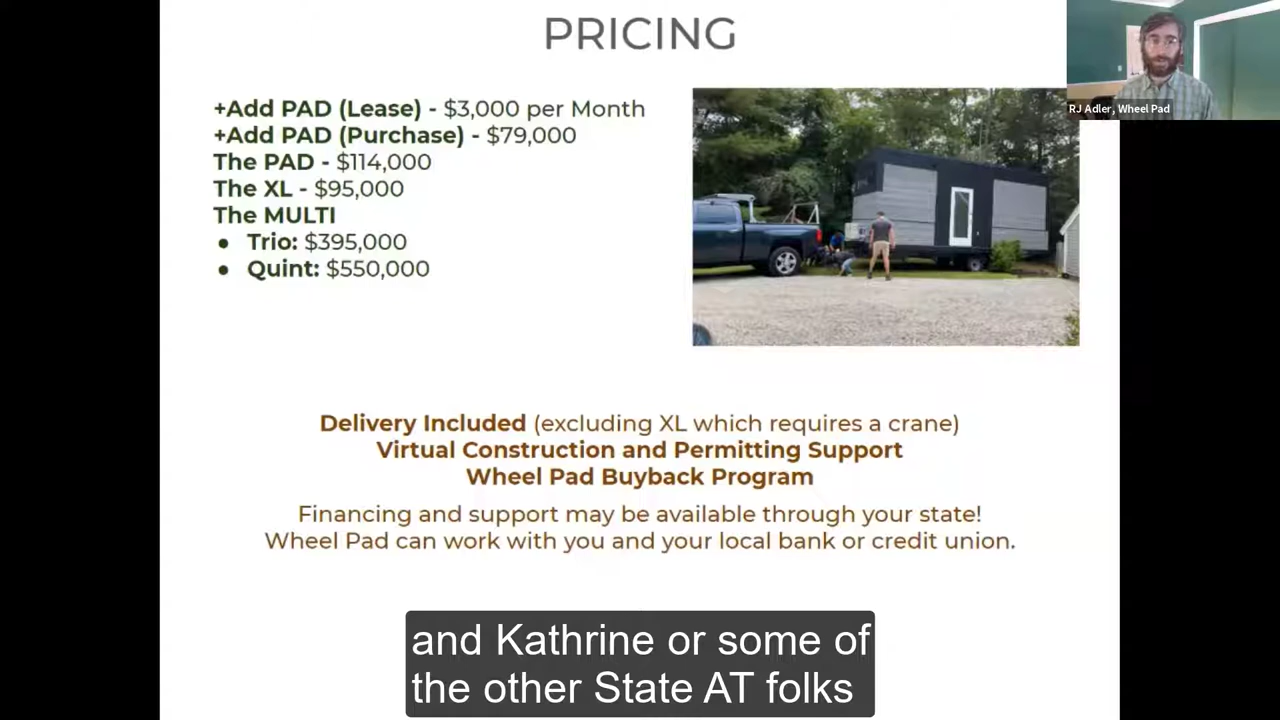 PRICING
RJ Adler, Wheel Pad
+Add PAD (Lease) - $3,000 per Month
+Add PAD (Purchase) - $79,000
The PAD - $114,000
The XL - $95,000
The MULTI
● Trio: $395,000
● Quint: $550,000
Delivery Included (excluding XL which requires a crane)
Virtual Construction and Permitting Support
Wheel Pad Buyback Program
Financing and support may be available through your state!
Wheel Pad can work with you and your local bank or credit union.
and Kathrine or some of
the other State AT folks